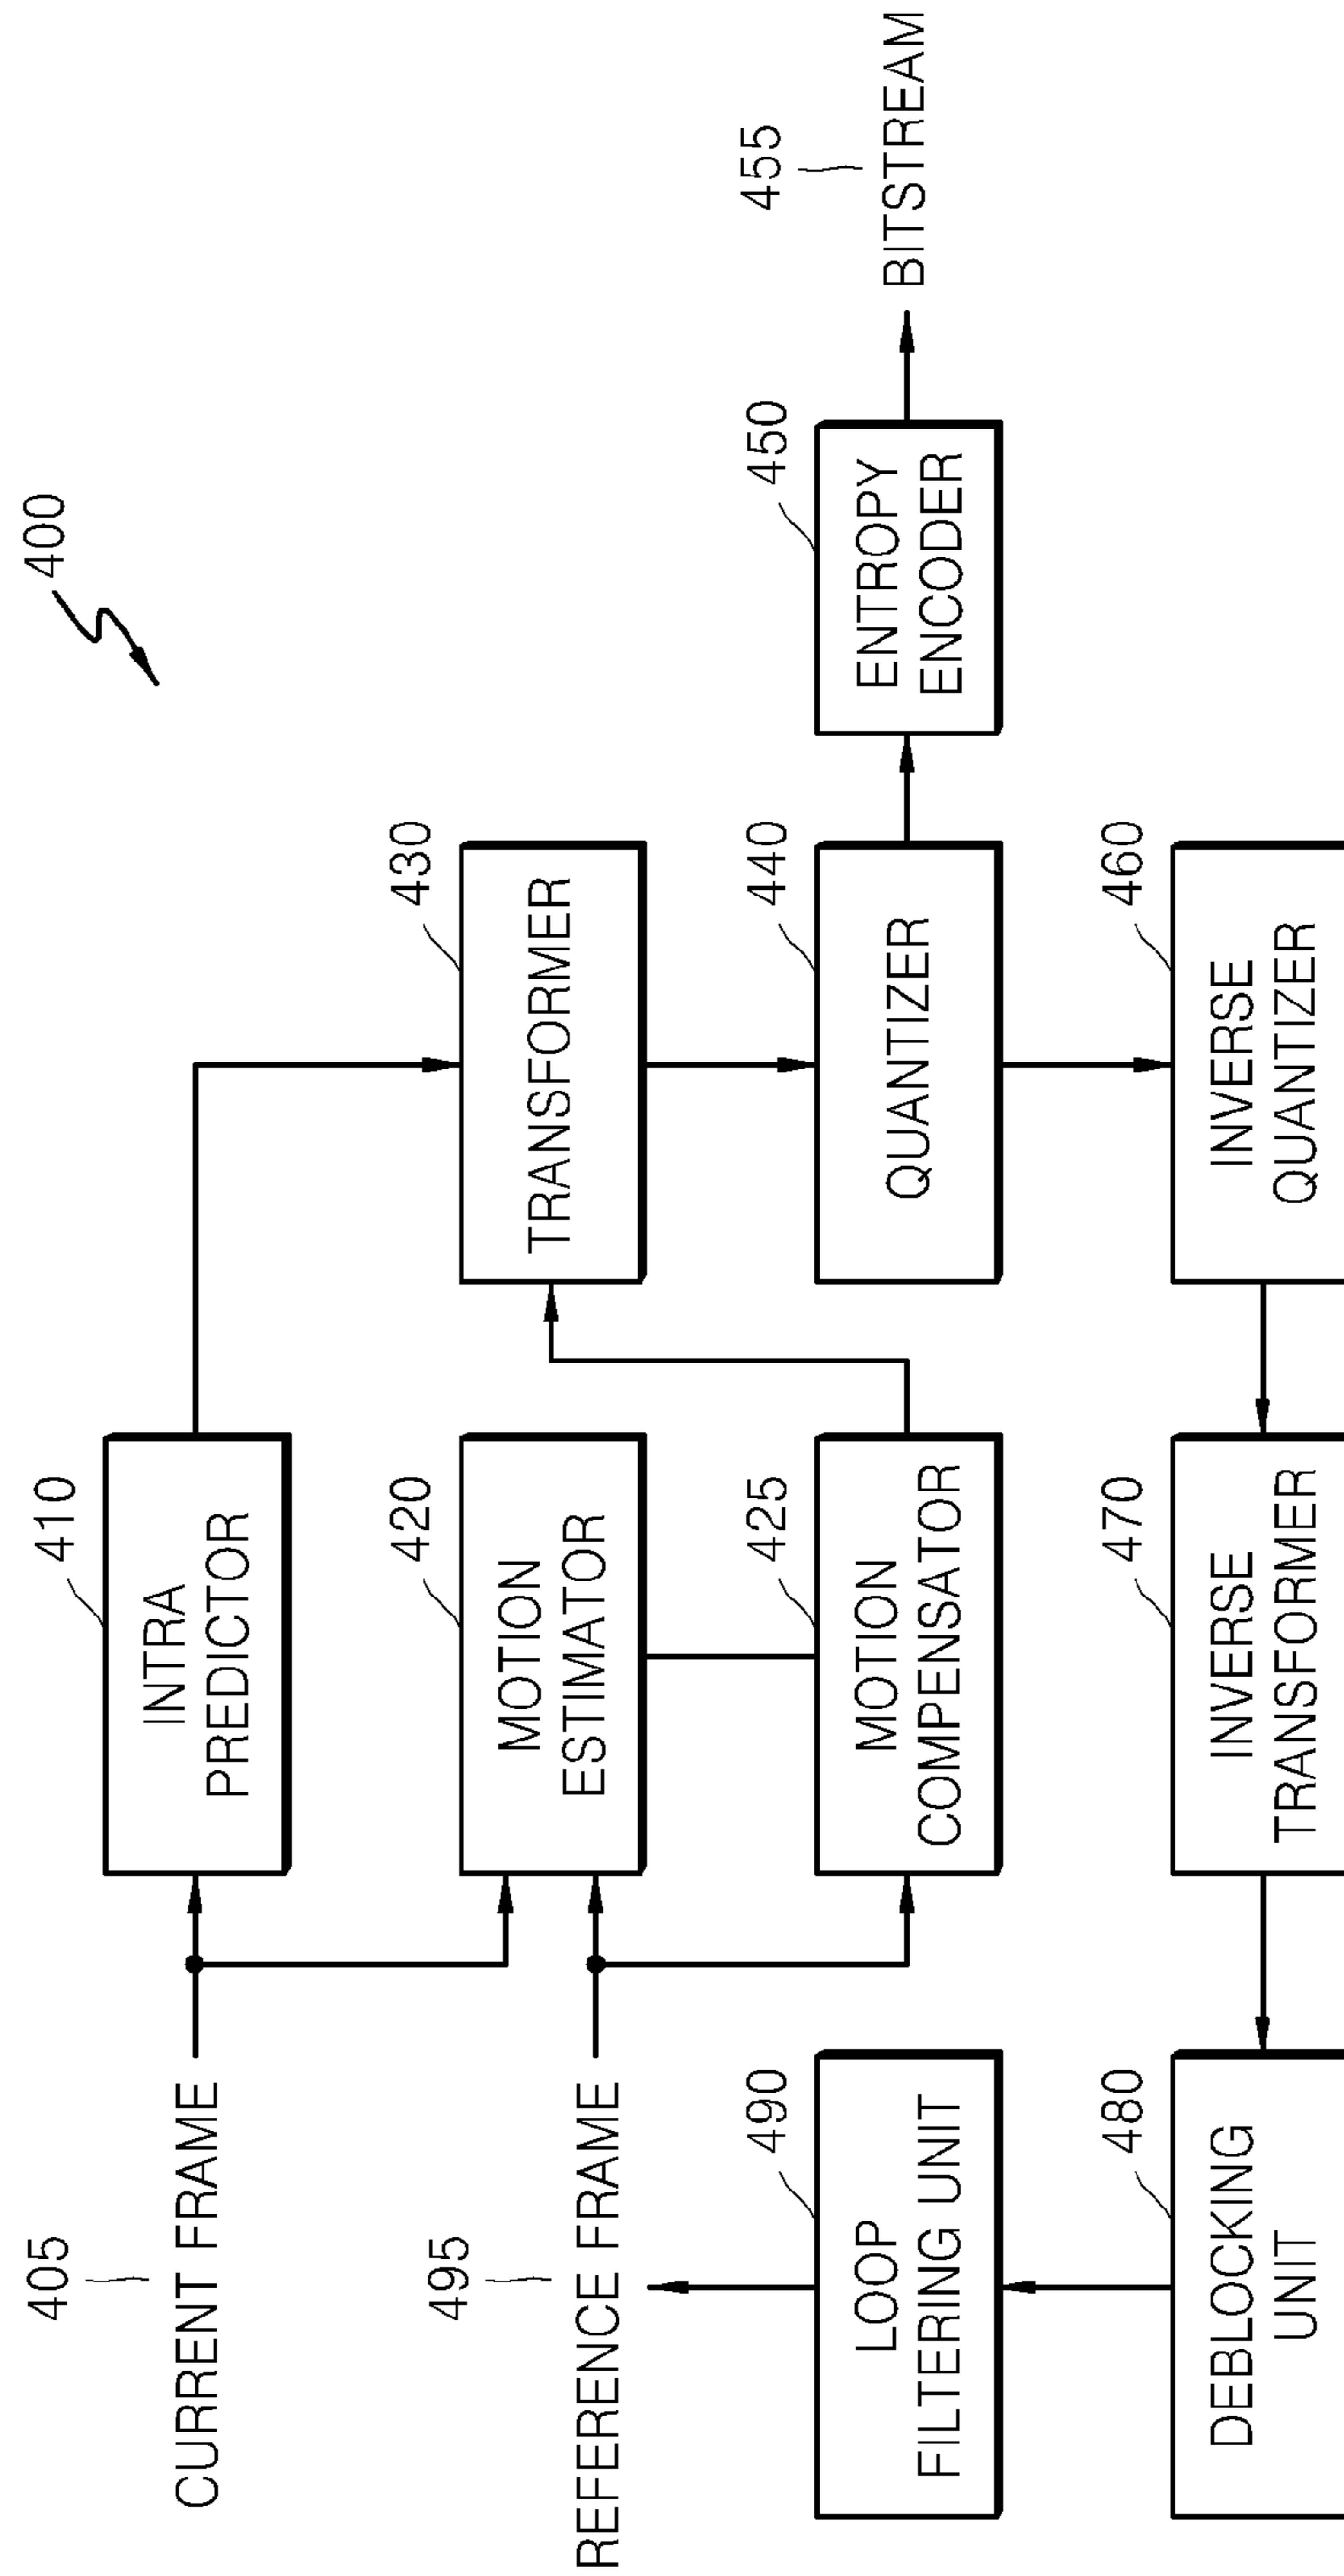 400
405
CURRENT FRAME
410
INTRA
PREDICTOR
495
REFERENCE FRAME
420
MOTION
ESTIMATOR
430
TRANSFORMER
490
LOOP
FILTERING UNIT
425
MOTION
COMPENSATOR
440
QUANTIZER
450
ENTROPY
ENCODER
455
BITSTREAM
480
DEBLOCKING
UNIT
470
INVERSE
TRANSFORMER
460
INVERSE
QUANTIZER